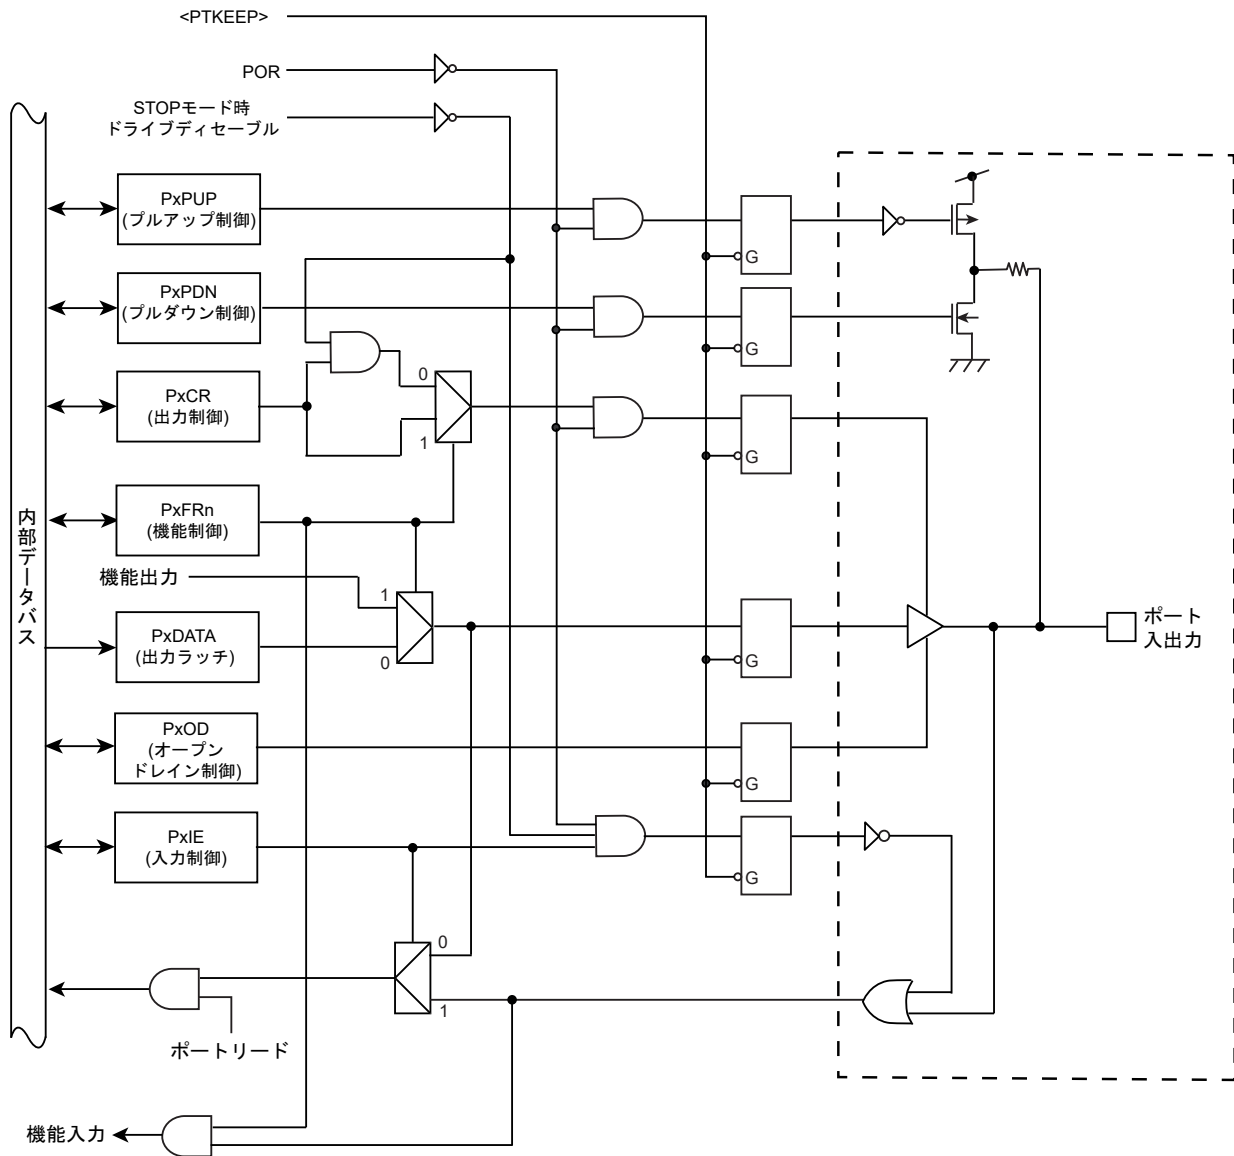 <PTKEEP>
POR
STOPモード時
ドライブディセーブル
PxPUP
(プルアップ制御)
G
PxPDN
(プルダウン制御)
G
PxCR
(出力制御)
0
1
G
PxFRn
(機能制御)
内部データバス
機能出力
1
0
PxDATA
(出力ラッチ)
G
ポート
入出力
PxOD
(オープン
ドレイン制御)
G
PxIE
(入力制御)
G
0
1
ポートリード
機能入力